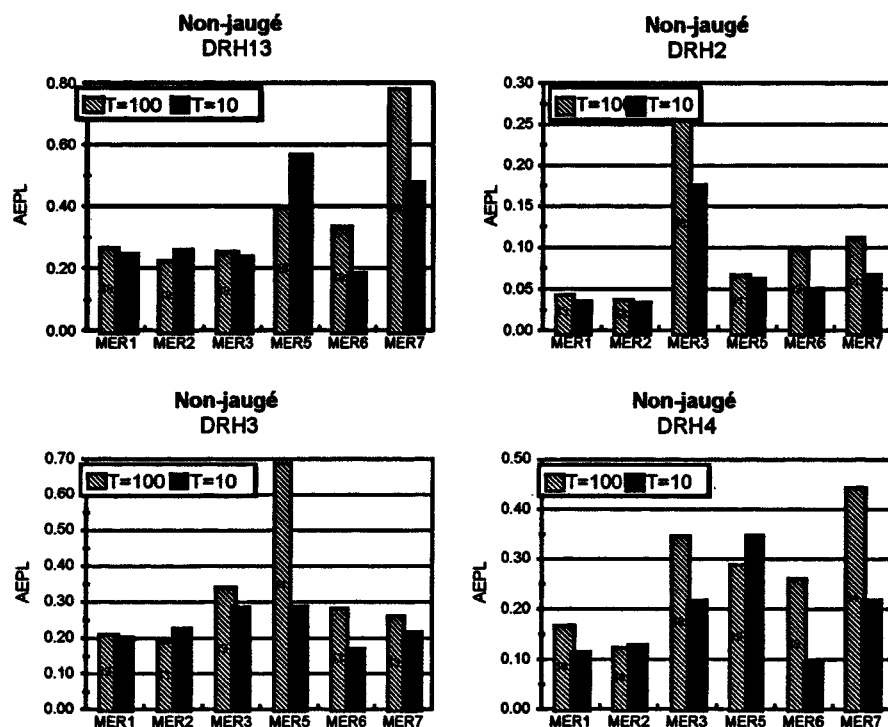 Non-jaugé
DRH13
0.80
0.60
0.40
0.20
0.00
AEPL
T=100 T=10
MER1 MER2 MER3 MER5 MER6 MER7
Non-jaugé
DRH2
0.30
0.25
0.20
0.15
0.10
0.05
0.00
AEPL
T=10 T=10
MER1 MER2 MER3 MER5 MER6 MER7
Non-jaugé
DRH3
0.70
0.60
0.50
0.40
0.30
0.20
0.10
0.00
AEPL
T=100 T=10
MER1 MER2 MER3 MER5 MER6 MER7
Non-jaugé
DRH4
0.50
0.40
0.30
0.20
0.10
0.00
AEPL
T=100 T=10
MER1 MER2 MER3 MER5 MER6 MER7